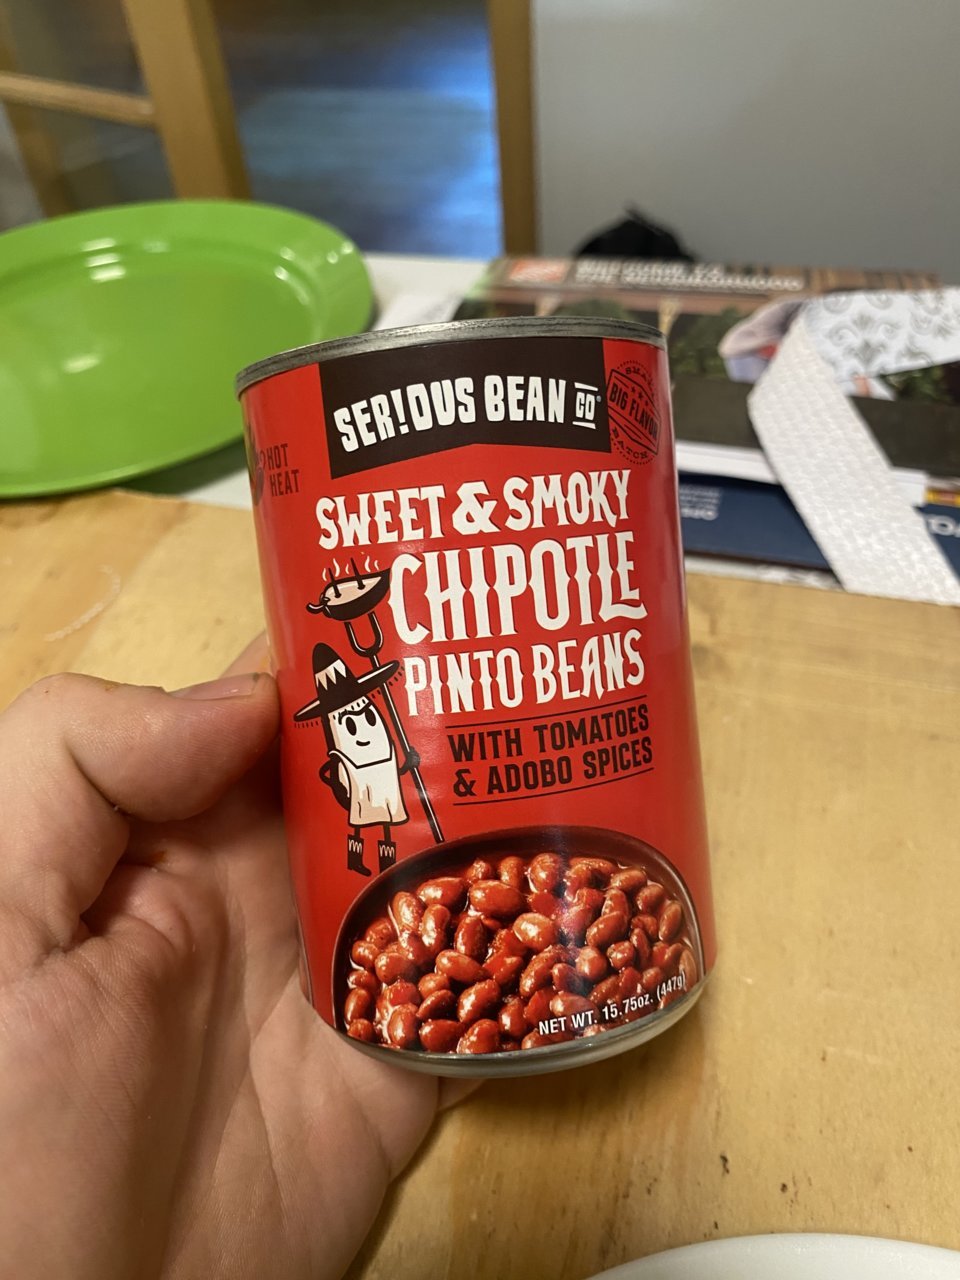 SER!OUS BEAN CO
BIG FLAVOR
BATCH
HOT
HEAT
SWEET & SMOKY
CHIPOTLE
PINTO BEANS
WITH TOMATOES
& ADOBO SPICES
NET WT. 15.75oz. (447g)